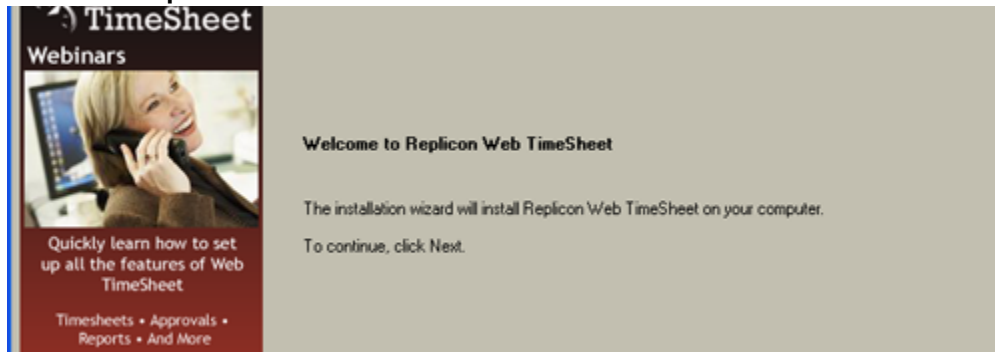 TimeSheet
Webinars
Quickly learn how to set
up all the features of Web
TimeSheet
Timesheets • Approvals •
Reports • And More
Welcome to Replicon Web TimeSheet
The installation wizard will install Replicon Web TimeSheet on your computer.
To continue, click Next.